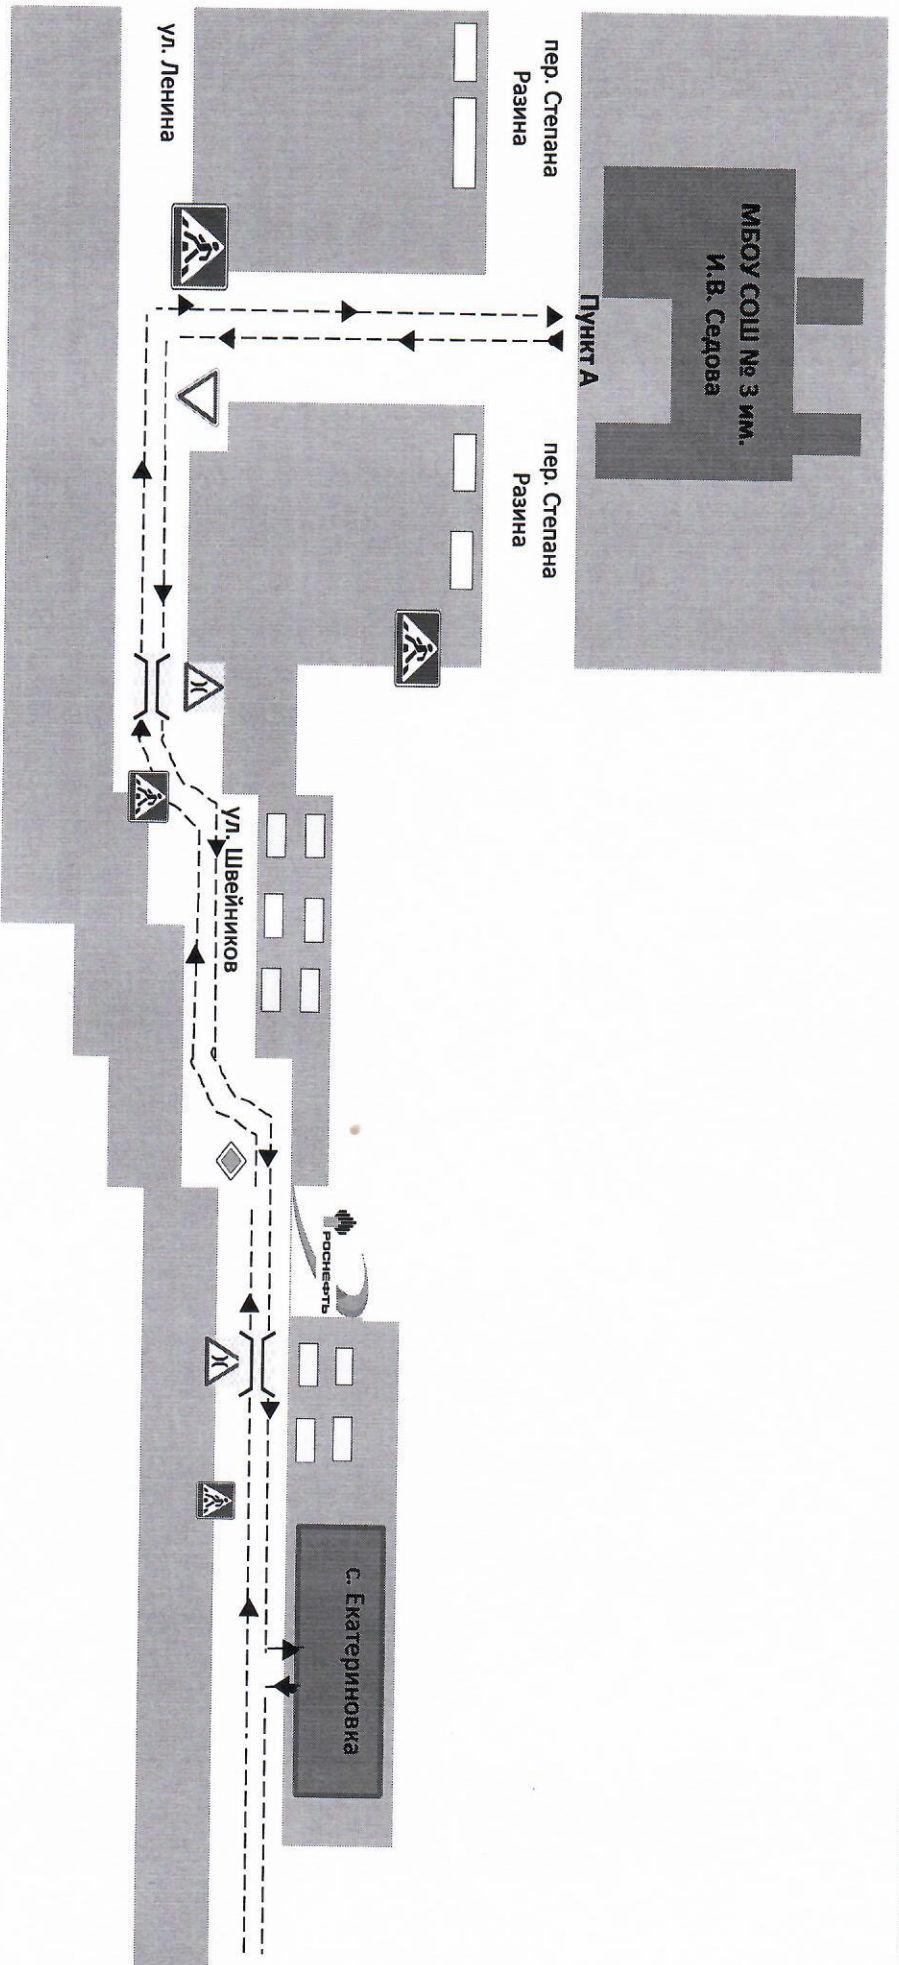 МБОУ СОШ № 3 им.
И.В. Седова
Пункт А
пер. Степана
Разина
пер. Степана
Разина
ул. Ленина
ул. Швейников
РОСНЕФТЬ
с. Екатериновка